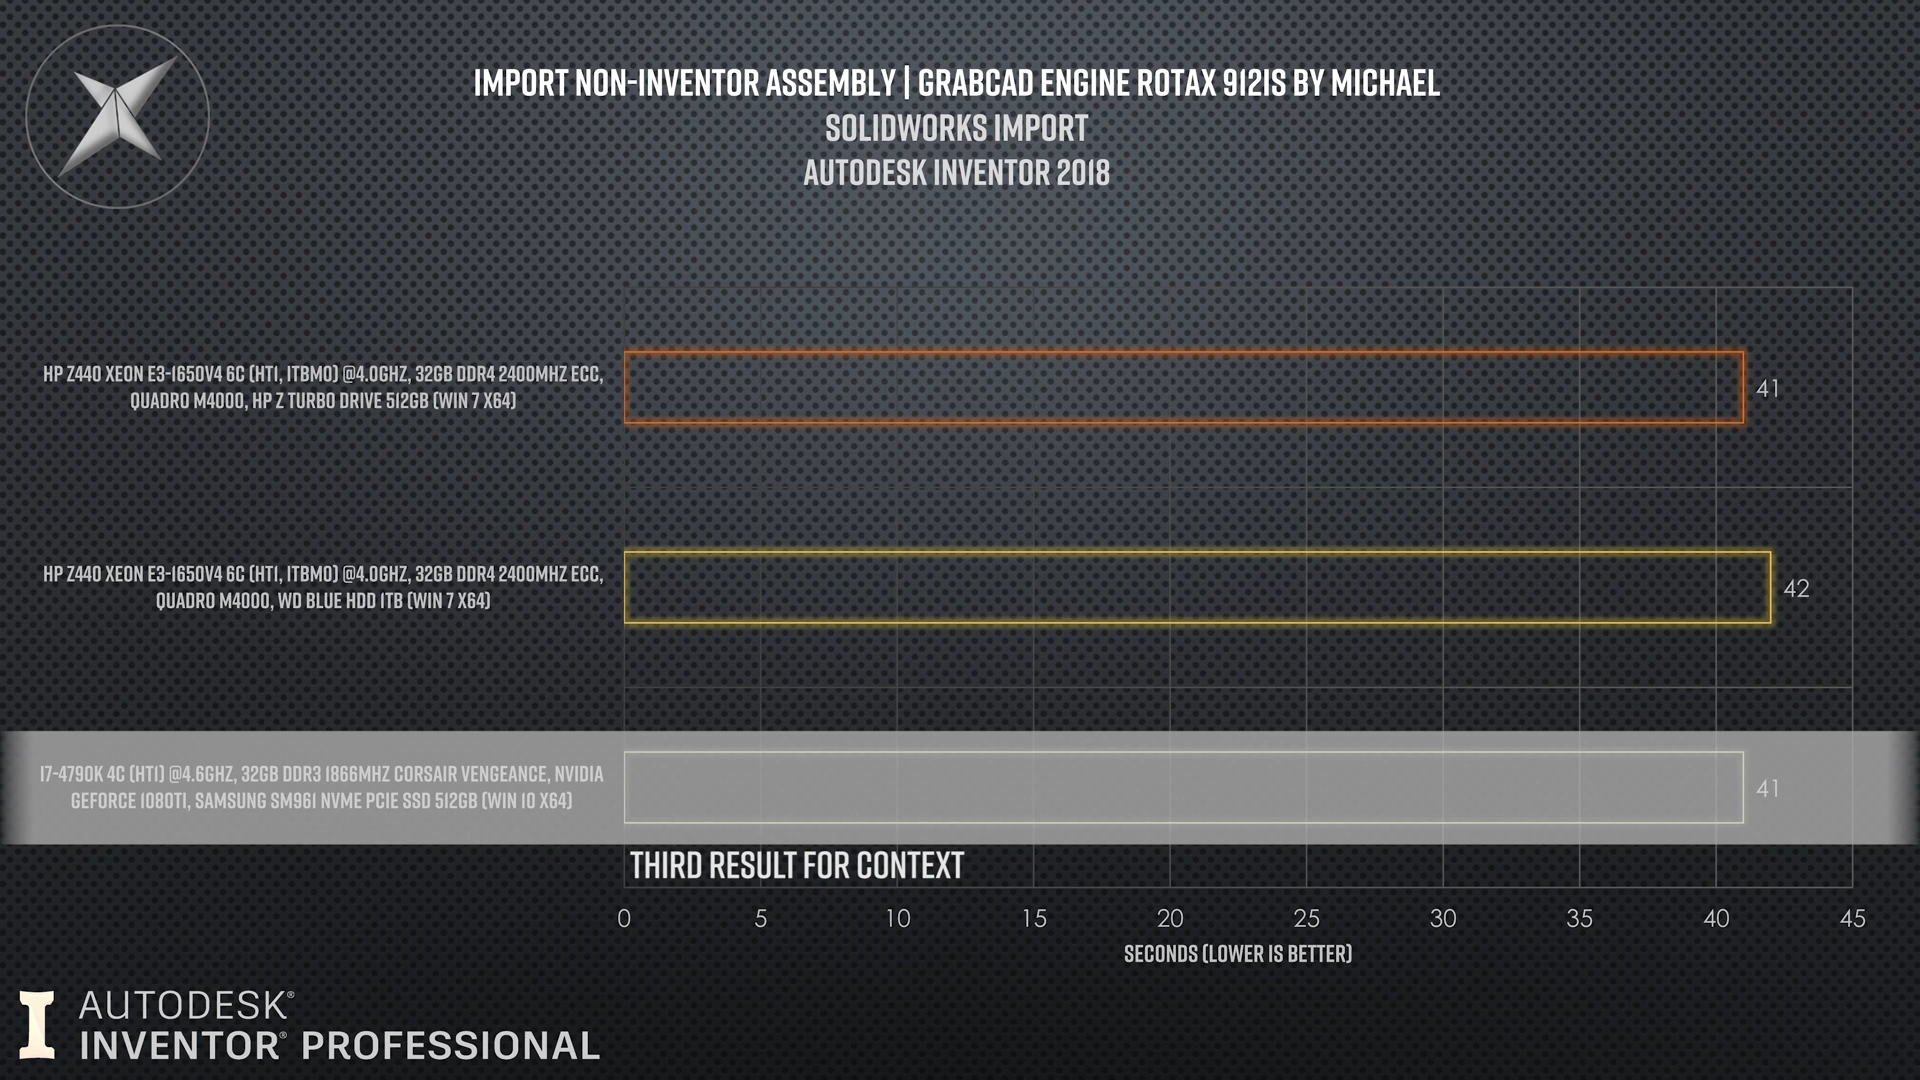 IMPORT NON-INVENTOR ASSEMBLY | GRABCAD ENGINE ROTAX 912IS BY MICHAEL
SOLIDWORKS IMPORT
AUTODESK INVENTOR 2018
HP Z440 XEON E3-1650V4 6C (HT1, ITBM0) @4.0GHZ, 32GB DDR4 2400MHZ ECC,
QUADRO M4000, HP Z TURBO DRIVE 512GB (WIN 7 X64)
41
HP Z440 XEON E3-1650V4 6C (HT1, ITBM0) @4.0GHZ, 32GB DDR4 2400MHZ ECC,
QUADRO M4000, WD BLUE HDD 1TB (WIN 7 X64)
42
I7-4790K 4C (HT1) @4.6GHZ, 32GB DDR3 1866MHZ CORSAIR VENGEANCE, NVIDIA
GEFORCE 1080TI, SAMSUNG SM961 NVME PCIE SSD 512GB (WIN 10 X64)
41
THIRD RESULT FOR CONTEXT
0 5 10 15 20 25 30 35 40 45
SECONDS (LOWER IS BETTER)
AUTODESK®
INVENTOR® PROFESSIONAL